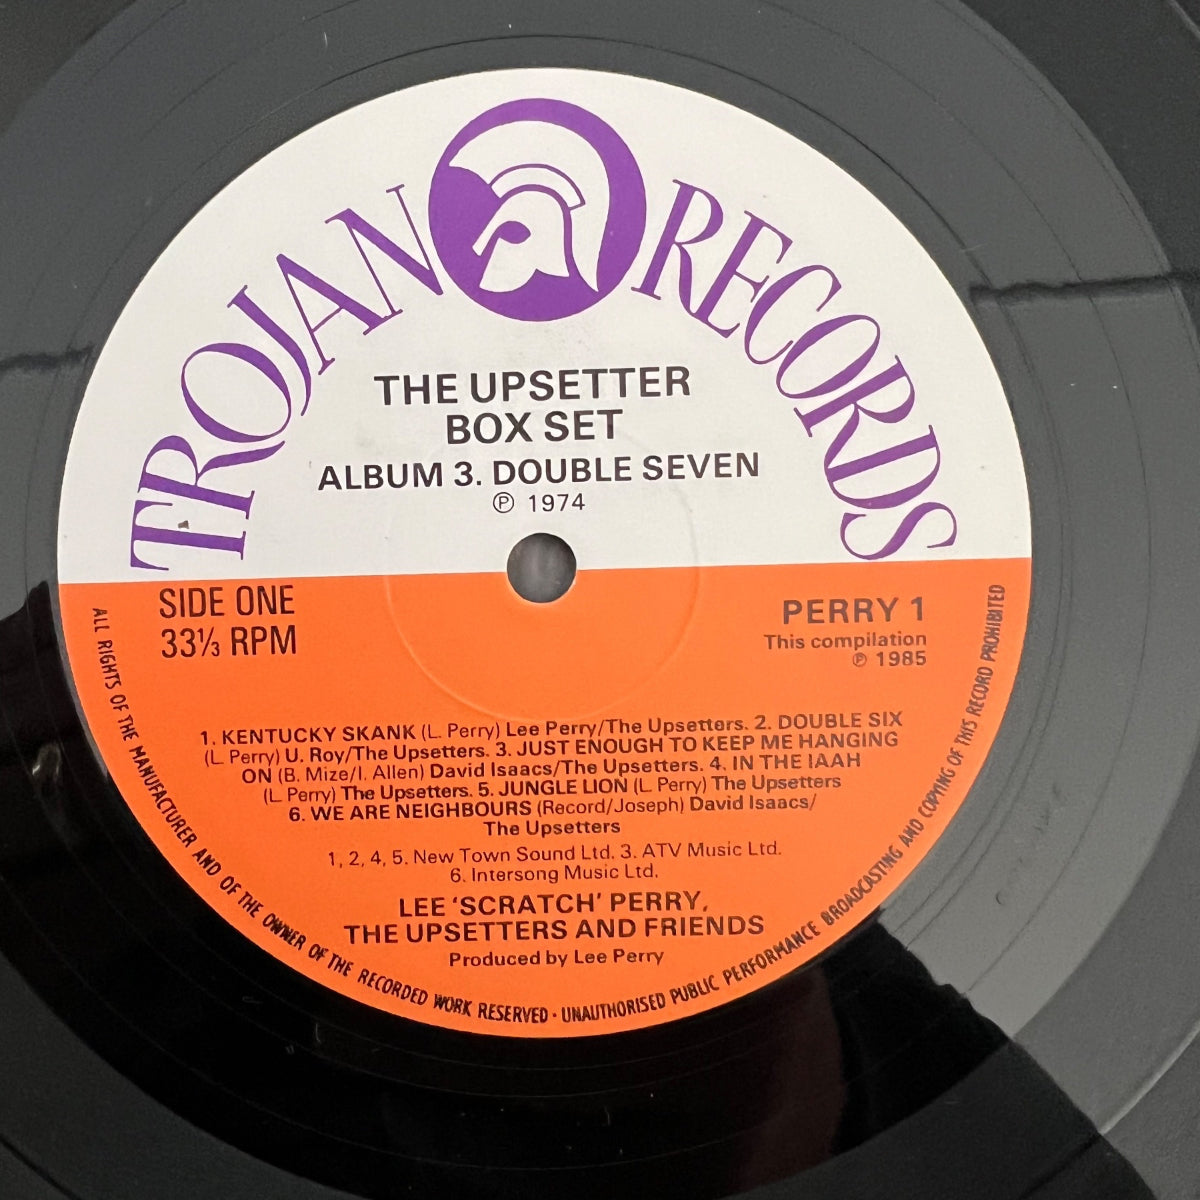 TROJAN RECORDS
THE UPSETTER
BOX SET
ALBUM 3. DOUBLE SEVEN
℗ 1974
SIDE ONE
33⅓ RPM
PERRY 1
This compilation
℗ 1985
1. KENTUCKY SKANK (L. Perry) Lee Perry/The Upsetters. 2. DOUBLE SIX
(L. Perry) U. Roy/The Upsetters. 3. JUST ENOUGH TO KEEP ME HANGING
ON (B. Mize/I. Allen) David Isaacs/The Upsetters. 4. IN THE IAAH
(L. Perry) The Upsetters. 5. JUNGLE LION (L. Perry) The Upsetters
6. WE ARE NEIGHBOURS (Record/Joseph) David Isaacs/
The Upsetters
1, 2, 4, 5. New Town Sound Ltd. 3. ATV Music Ltd.
6. Intersong Music Ltd.
LEE 'SCRATCH' PERRY,
THE UPSETTERS AND FRIENDS
Produced by Lee Perry
ALL RIGHTS OF THE MANUFACTURER AND OF THE OWNER OF THE RECORDED WORK RESERVED · UNAUTHORISED PUBLIC PERFORMANCE BROADCASTING AND COPYING OF THIS RECORD PROHIBITED